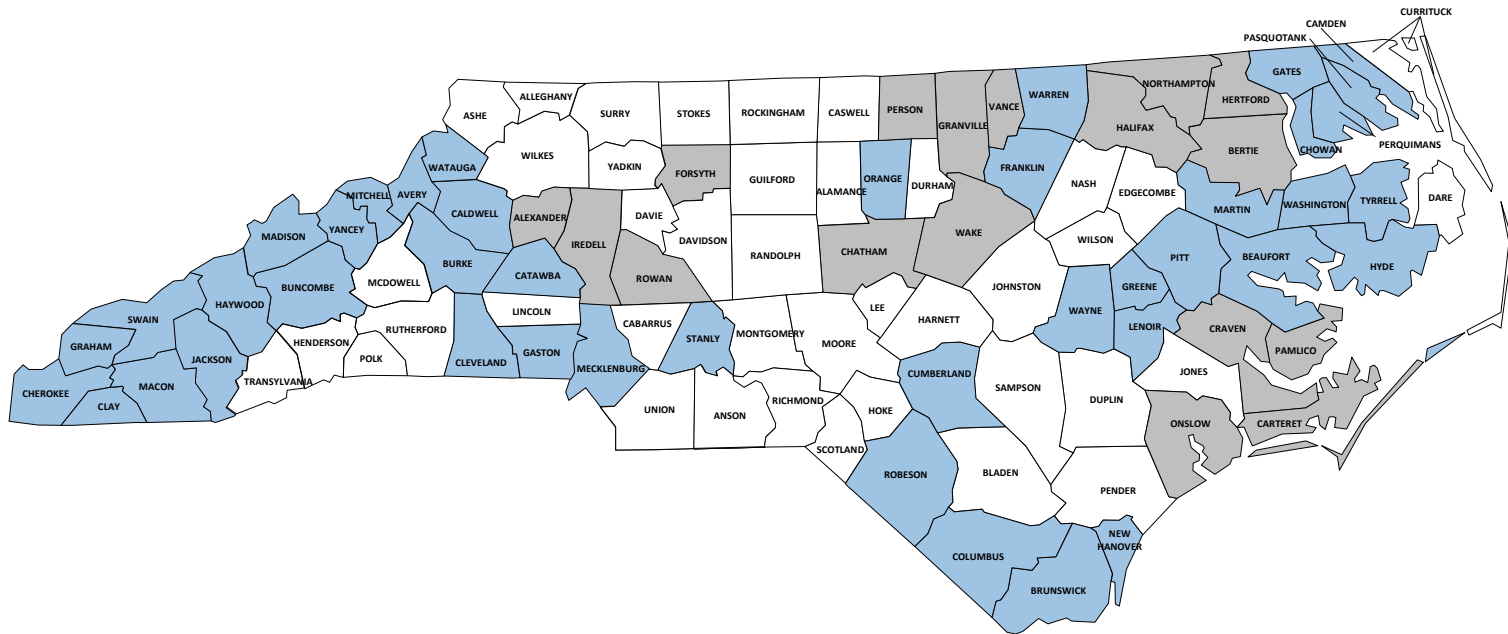 CURRITUCK
CAMDEN
PASQUOTANK
GATES
NORTHAMPTON
HERTFORD
WARREN
ALLEGHANY
VANCE
ASHE
SURRY
STOKES
ROCKINGHAM
CASWELL
PERSON
GRANVILLE
HALIFAX
PERQUIMANS
CHOWAN
BERTIE
WILKES
WATAUGA
YADKIN
FORSYTH
GUILFORD
ALAMANCE
ORANGE
DURHAM
FRANKLIN
NASH
EDGECOMBE
MITCHELL
AVERY
CALDWELL
ALEXANDER
DAVIE
MARTIN
WASHINGTON
TYRRELL
DARE
MADISON
YANCEY
IREDELL
DAVIDSON
RANDOLPH
CHATHAM
WAKE
WILSON
BURKE
CATAWBA
ROWAN
PITT
BEAUFORT
HYDE
BUNCOMBE
MCDOWELL
HAYWOOD
JOHNSTON
GREENE
WAYNE
LINCOLN
LEE
SWAIN
RUTHERFORD
CABARRUS
MONTGOMERY
HARNETT
LENOIR
CRAVEN
GRAHAM
HENDERSON
STANLY
MOORE
JACKSON
POLK
CLEVELAND
GASTON
MECKLENBURG
PAMLICO
CHEROKEE
MACON
TRANSYLVANIA
CUMBERLAND
SAMPSON
JONES
CLAY
UNION
ANSON
RICHMOND
HOKE
DUPLIN
ONSLOW
CARTERET
SCOTLAND
ROBESON
BLADEN
PENDER
NEW
HANOVER
COLUMBUS
BRUNSWICK